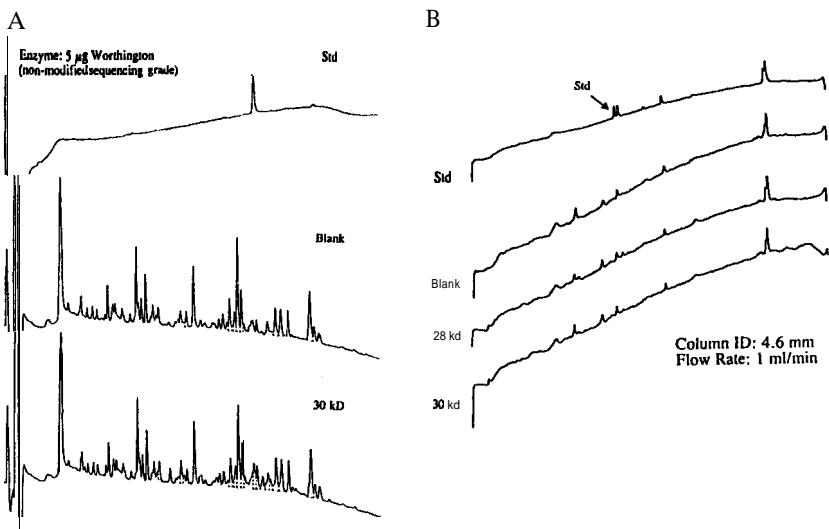 A
Enzyme: 5 µg Worthington
(non-modifiedsequencing grade)
Std
Blank
30 kD
B
Std
Std
Blank
28 kd
30 kd
Column ID: 4.6 mm
Flow Rate: 1 ml/min